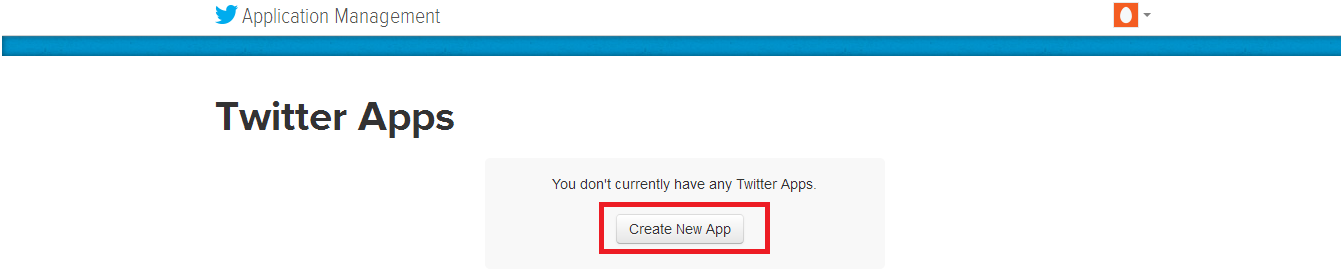 Application Management
Twitter Apps
You don't currently have any Twitter Apps.
Create New App